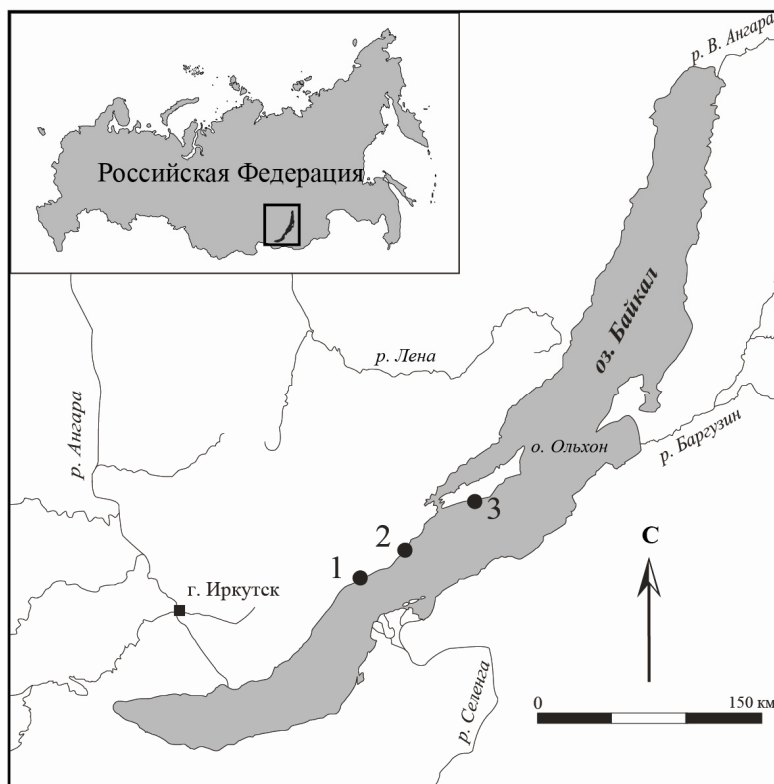 р. В. Ангара
Российская Федерация
оз. Байкал
р. Лена
р. Ангара
о. Ольхон
р. Баргузин
3
2
1
С
г. Иркутск
р. Селенга
0 150 км